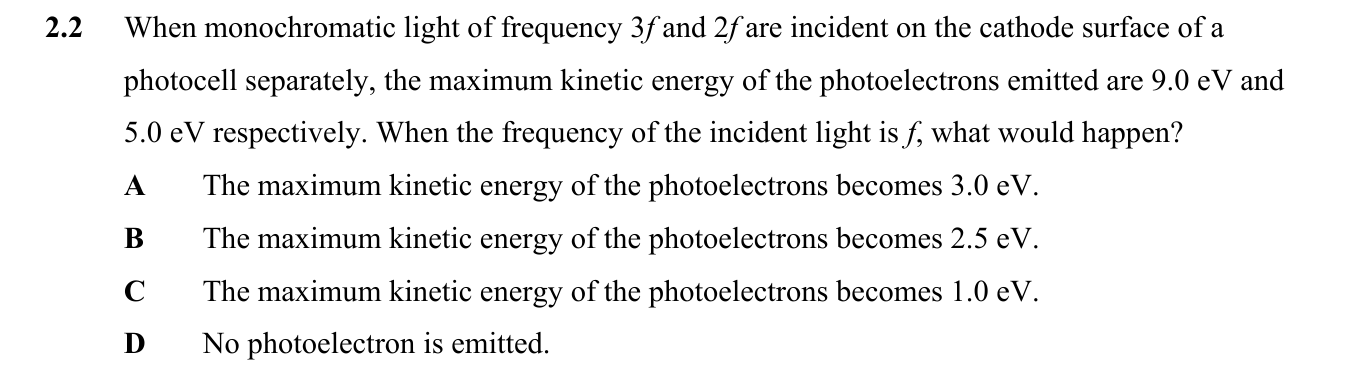 2.2 When monochromatic light of frequency 3f and 2f are incident on the cathode surface of a
photocell separately, the maximum kinetic energy of the photoelectrons emitted are 9.0 eV and
5.0 eV respectively. When the frequency of the incident light is f, what would happen?
A The maximum kinetic energy of the photoelectrons becomes 3.0 eV.
B The maximum kinetic energy of the photoelectrons becomes 2.5 eV.
C The maximum kinetic energy of the photoelectrons becomes 1.0 eV.
D No photoelectron is emitted.